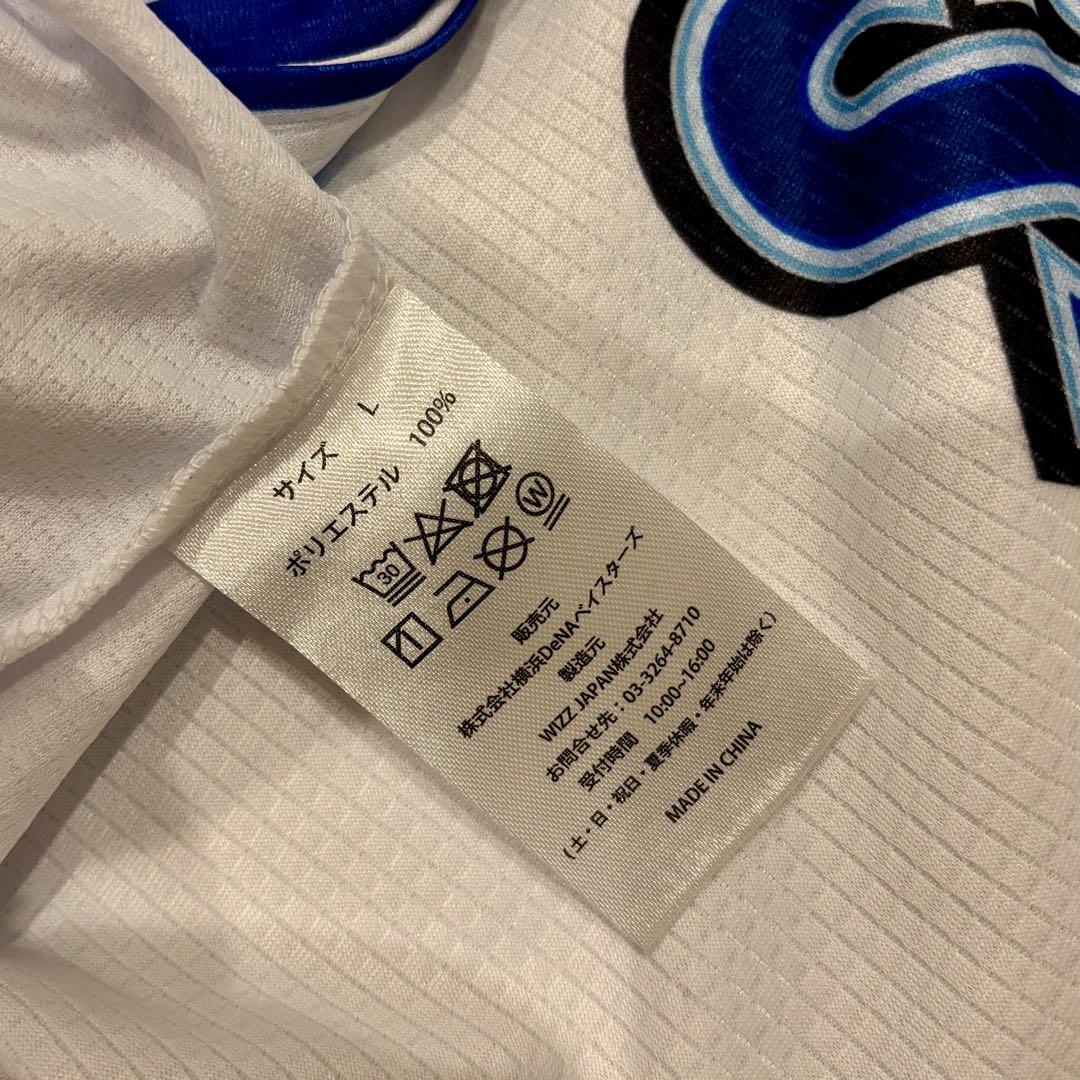 サイズ L
ポリエステル 100%
30
W
販売元
株式会社横浜DeNAベイスターズ
製造元
WIZZ JAPAN株式会社
お問合せ先：03-3264-8710
受付時間 10:00~16:00
(土・日・祝日・夏季休暇・年末年始は除く)
MADE IN CHINA